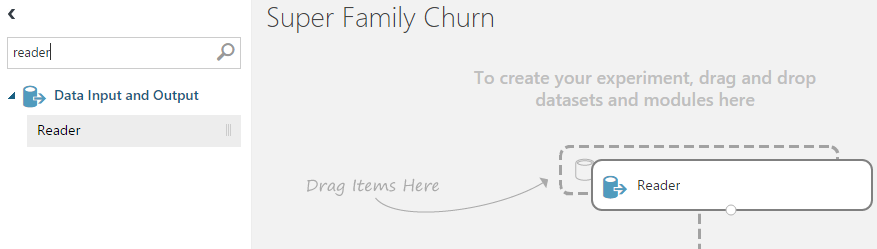 reader
Data Input and Output
Reader
Super Family Churn
To create your experiment, drag and drop
datasets and modules here
Drag Items Here
Reader